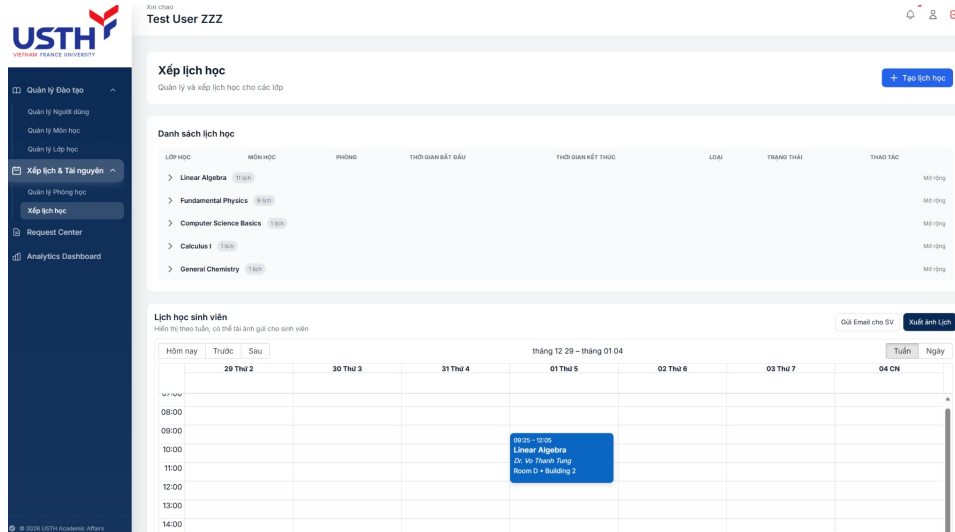 USTH
VIETNAM FRANCE UNIVERSITY
Quản lý Đào tạo
Quản lý Người dùng
Quản lý Môn học
Quản lý Lớp học
Xếp lịch & Tài nguyên
Quản lý Phòng học
Xếp lịch học
Request Center
Analytics Dashboard
© 2026 USTH Academic Affairs
Xin chào
Test User ZZZ
Xếp lịch học
Quản lý và xếp lịch học cho các lớp
+ Tạo lịch học
Danh sách lịch học
LỚP HỌC MÔN HỌC PHÒNG THỜI GIAN BẮT ĐẦU THỜI GIAN KẾT THÚC LOẠI TRẠNG THÁI THAO TÁC
Linear Algebra 11 lịch Mở rộng
Fundamental Physics 9 lịch Mở rộng
Computer Science Basics 1 lịch Mở rộng
Calculus I 1 lịch Mở rộng
General Chemistry 1 lịch Mở rộng
Lịch học sinh viên
Hiển thị theo tuần, có thể tải ảnh gửi cho sinh viên
Gửi Email cho SV Xuất ảnh Lịch
Hôm nay Trước Sau tháng 12 29 – tháng 01 04 Tuần Ngày
29 Thứ 2 30 Thứ 3 31 Thứ 4 01 Thứ 5 02 Thứ 6 03 Thứ 7 04 CN
07:00
08:00
09:00
10:00
11:00
12:00
13:00
14:00
09:25 – 12:05
Linear Algebra
Dr. Vo Thanh Tung
Room D • Building 2